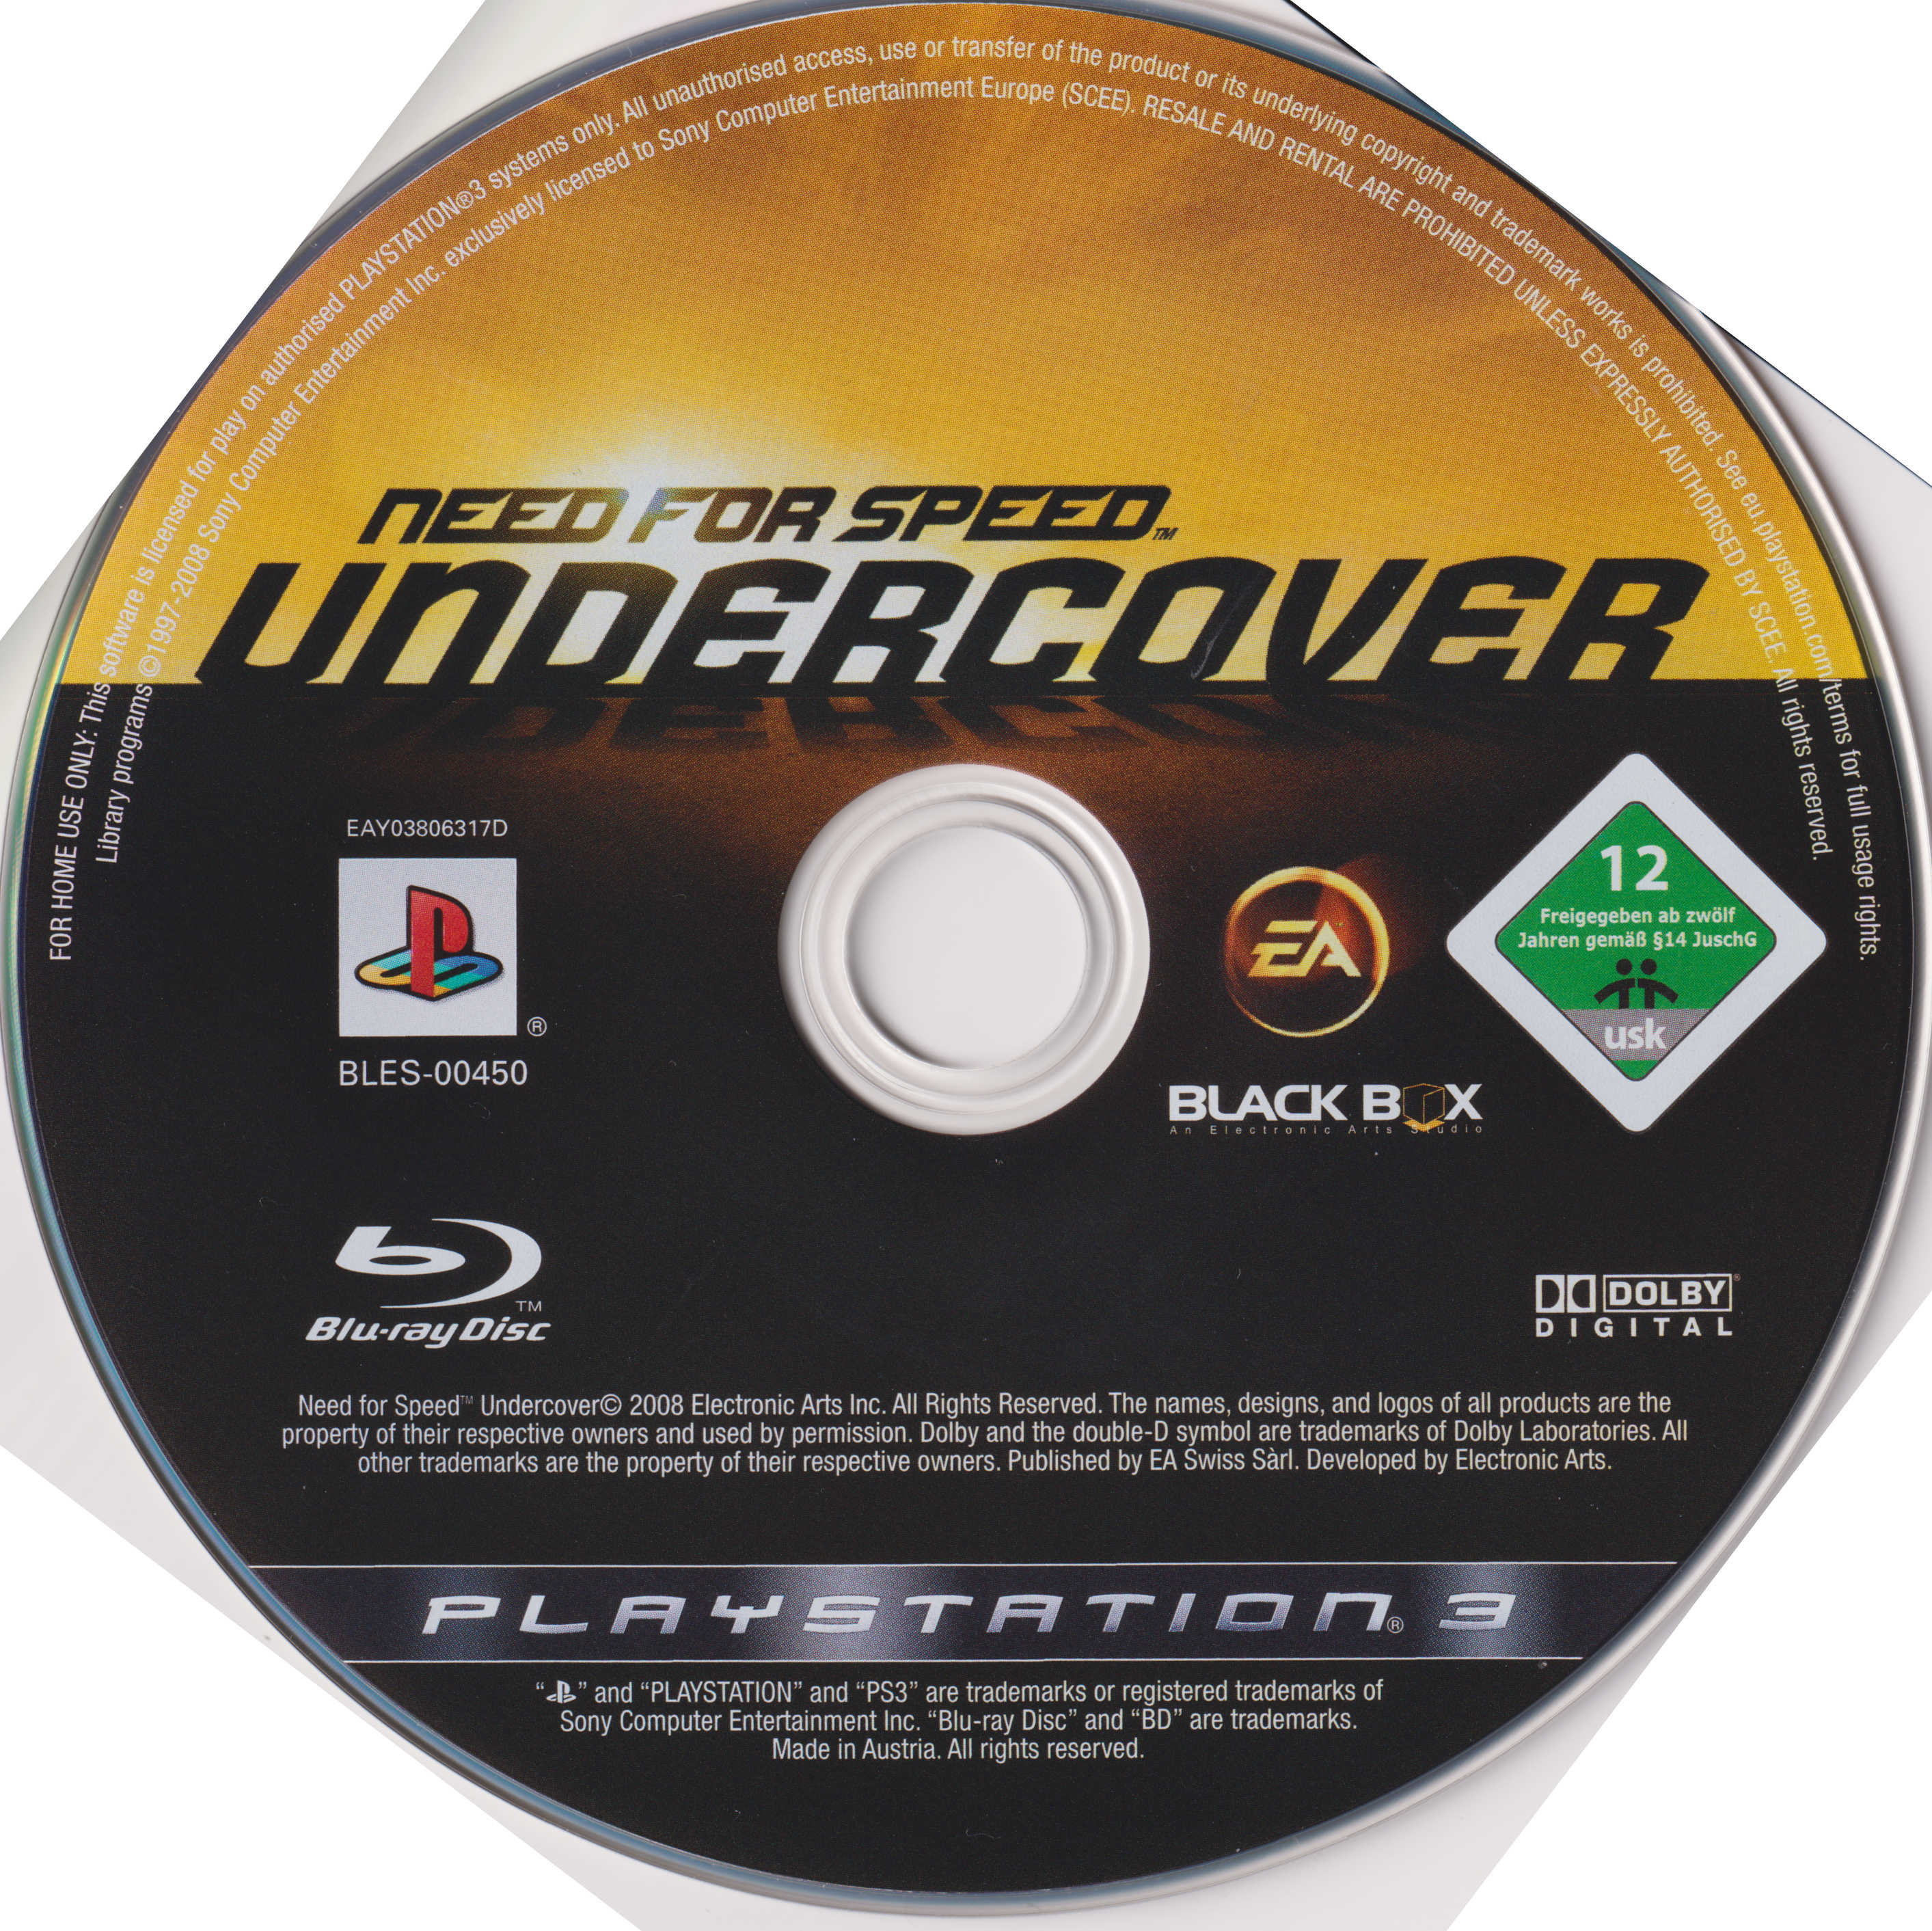 FOR HOME USE ONLY: This software is licensed for play on authorised PLAYSTATION®3 systems only. All unauthorised access, use or transfer of the product or its underlying copyright and trademark works is prohibited. See eu.playstation.com/terms for full usage rights.
Library programs ©1997-2008 Sony Computer Entertainment Inc. exclusively licensed to Sony Computer Entertainment Europe (SCEE). RESALE AND RENTAL ARE PROHIBITED UNLESS EXPRESSLY AUTHORISED BY SCEE. All rights reserved.
NEED FOR SPEED™
UNDERCOVER
EAY03806317D
®
BLES-00450
EA
BLACK BOX
An Electronic Arts Studio
12
Freigegeben ab zwölf
Jahren gemäß §14 JuschG
usk
™
Blu-ray Disc
DOLBY®
DIGITAL
Need for Speed™ Undercover© 2008 Electronic Arts Inc. All Rights Reserved. The names, designs, and logos of all products are the
property of their respective owners and used by permission. Dolby and the double-D symbol are trademarks of Dolby Laboratories. All
other trademarks are the property of their respective owners. Published by EA Swiss Sàrl. Developed by Electronic Arts.
PLAYSTATION®3
“ ” and “PLAYSTATION” and “PS3” are trademarks or registered trademarks of
Sony Computer Entertainment Inc. “Blu-ray Disc” and “BD” are trademarks.
Made in Austria. All rights reserved.